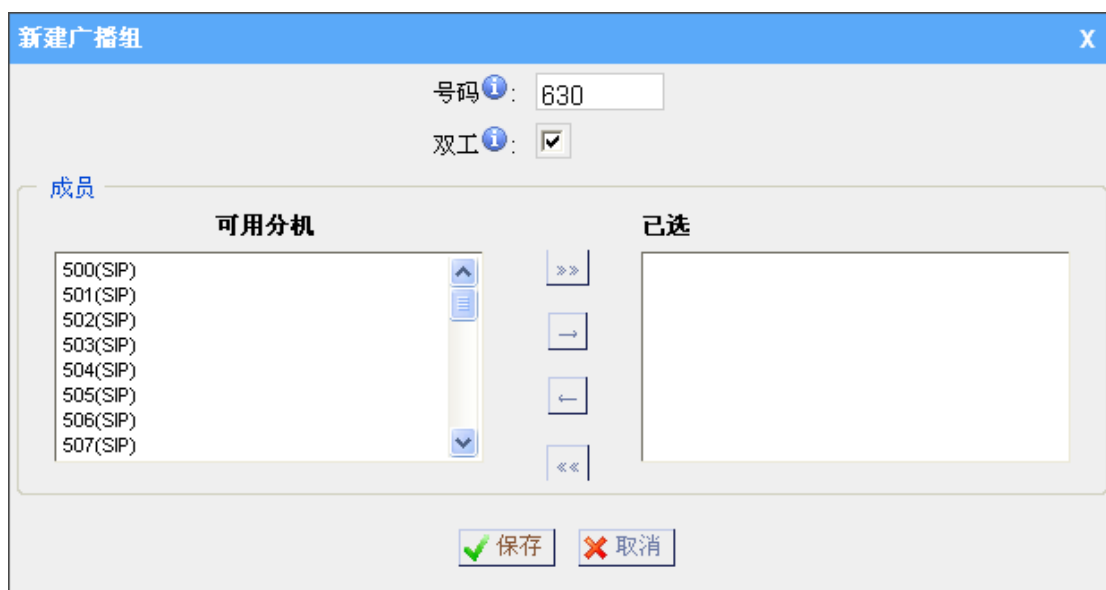 新建广播组 X
号码: 630
双工:
成员
可用分机 已选
500(SIP)
501(SIP)
502(SIP)
503(SIP)
504(SIP)
505(SIP)
506(SIP)
507(SIP)
保存 取消